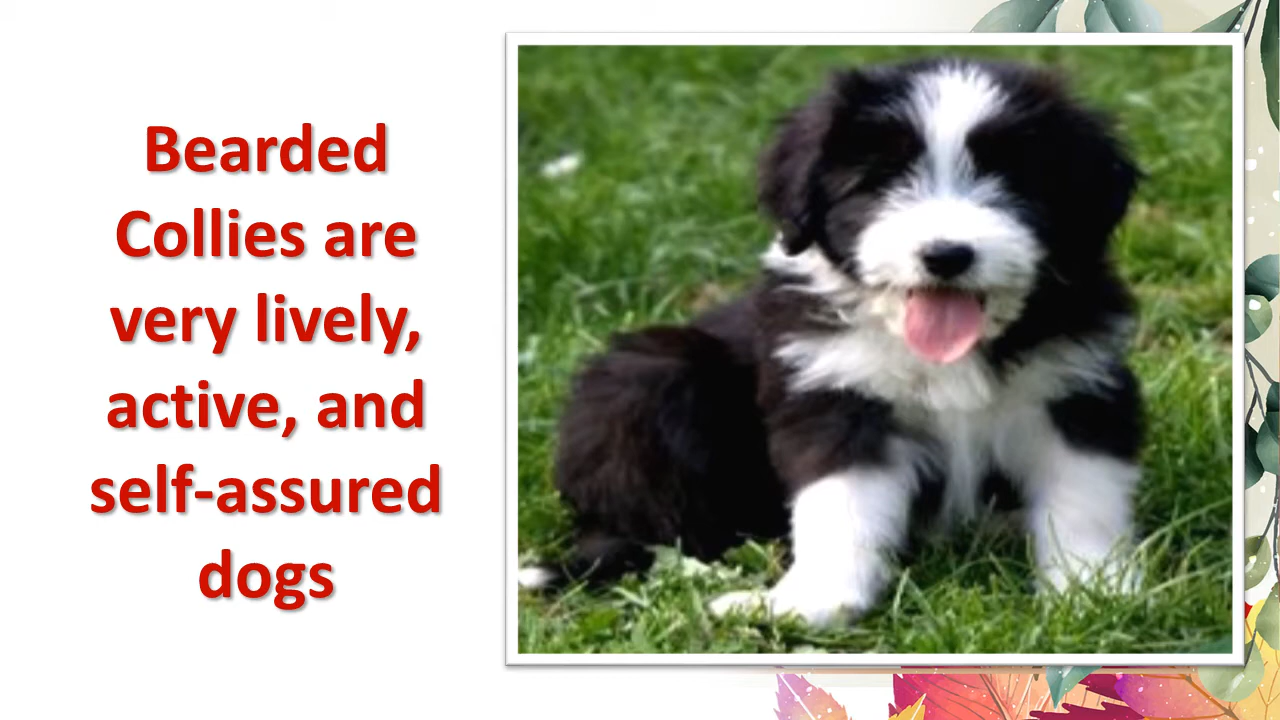 Bearded
Collies are
very lively,
active, and
self-assured
dogs